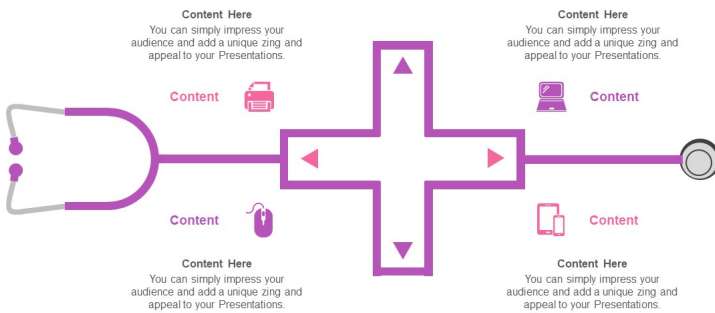 Content Here
You can simply impress your
audience and add a unique zing and
appeal to your Presentations.
Content
Content Here
You can simply impress your
audience and add a unique zing and
appeal to your Presentations.
Content
Content
Content Here
You can simply impress your
audience and add a unique zing and
appeal to your Presentations.
Content
Content Here
You can simply impress your
audience and add a unique zing and
appeal to your Presentations.